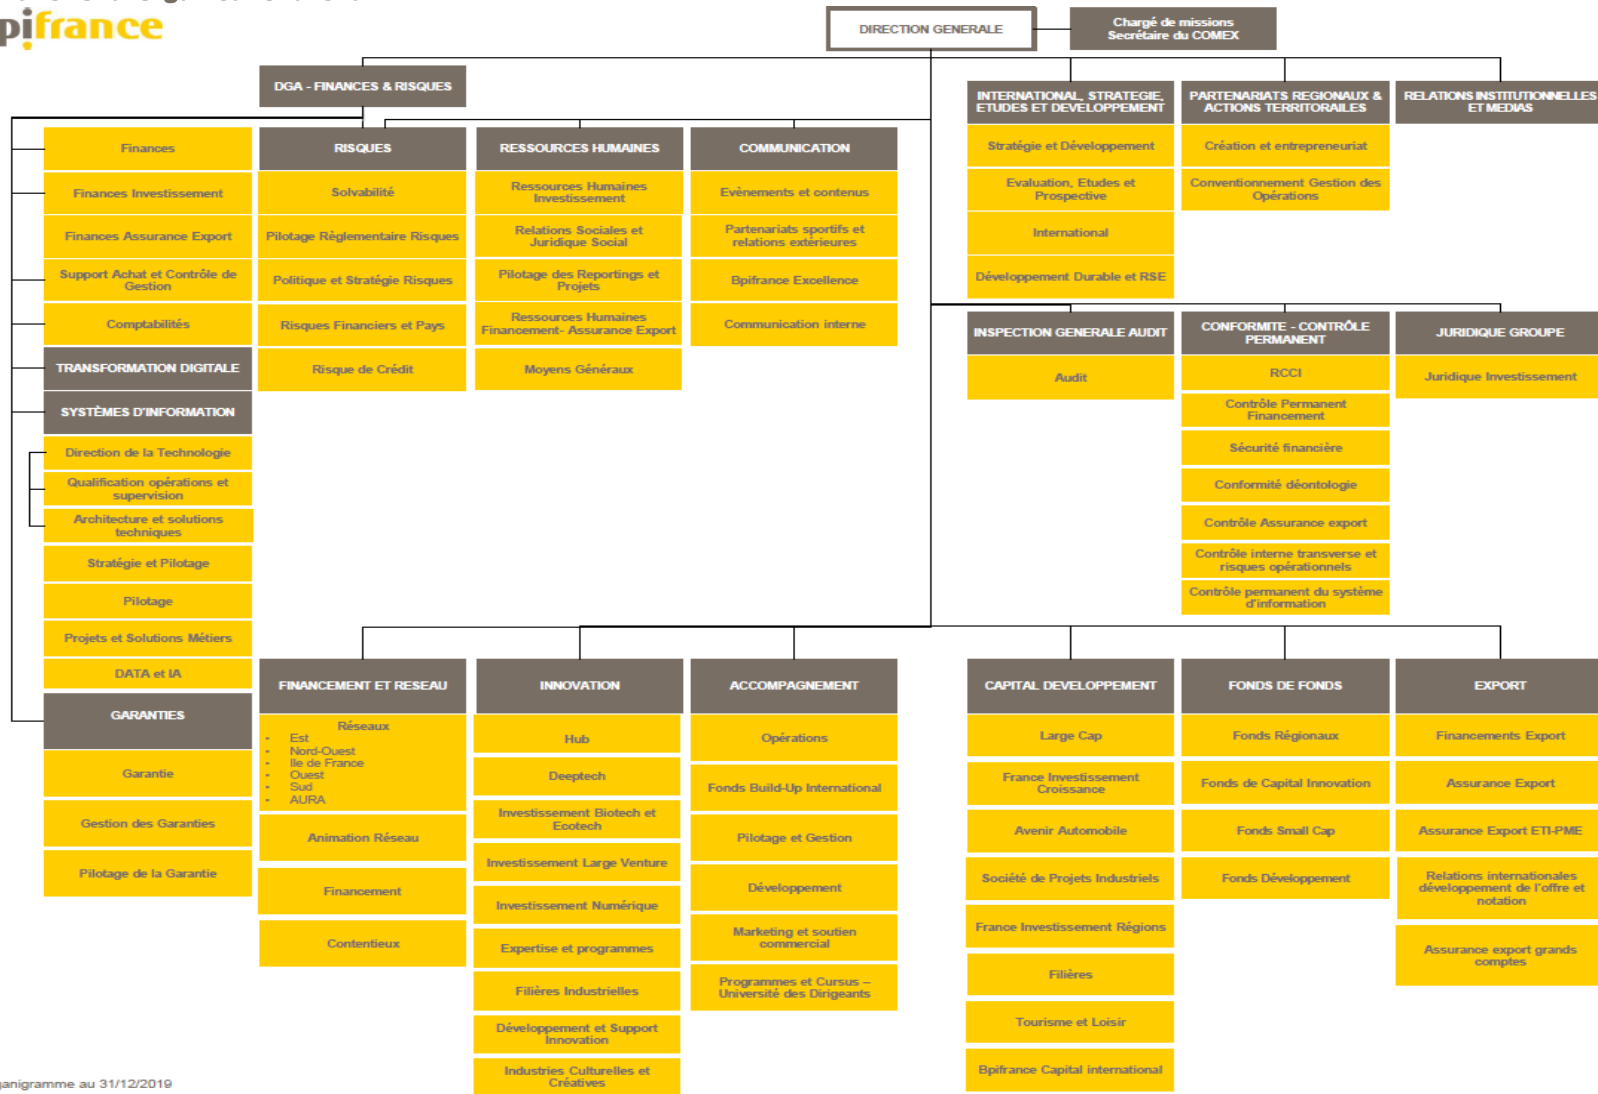 pifrance
DIRECTION GENERALE
Chargé de missions
Secrétaire du COMEX
DGA - FINANCES & RISQUES
INTERNATIONAL, STRATEGIE,
ETUDES ET DEVELOPPEMENT
PARTENARIATS REGIONAUX &
ACTIONS TERRITORAILES
RELATIONS INSTITUTIONNELLES
ET MEDIAS
Finances
Finances Investissement
Finances Assurance Export
Support Achat et Contrôle de
Gestion
Comptabilités
TRANSFORMATION DIGITALE
SYSTÈMES D'INFORMATION
Direction de la Technologie
Qualification opérations et
supervision
Architecture et solutions
techniques
Stratégie et Pilotage
Pilotage
Projets et Solutions Métiers
DATA et IA
GARANTIES
Garantie
Gestion des Garanties
Pilotage de la Garantie
RISQUES
Solvabilité
Pilotage Règlementaire Risques
Politique et Stratégie Risques
Risques Financiers et Pays
Risque de Crédit
RESSOURCES HUMAINES
Ressources Humaines
Investissement
Relations Sociales et
Juridique Social
Pilotage des Reportings et
Projets
Ressources Humaines
Financement- Assurance Export
Moyens Généraux
COMMUNICATION
Evènements et contenus
Partenariats sportifs et
relations extérieures
Bpifrance Excellence
Communication interne
Stratégie et Développement
Evaluation, Etudes et
Prospective
International
Développement Durable et RSE
Création et entrepreneuriat
Conventionnement Gestion des
Opérations
INSPECTION GENERALE AUDIT
Audit
CONFORMITE - CONTRÔLE
PERMANENT
RCCI
Contrôle Permanent
Financement
Sécurité financière
Conformité déontologie
Contrôle Assurance export
Contrôle interne transverse et
risques opérationnels
Contrôle permanent du système
d'information
JURIDIQUE GROUPE
Juridique Investissement
FINANCEMENT ET RESEAU
Réseaux
• Est
• Nord-Ouest
• Ile de France
• Ouest
• Sud
• AURA
Animation Réseau
Financement
Contentieux
INNOVATION
Hub
Deeptech
Investissement Biotech et
Ecotech
Investissement Large Venture
Investissement Numérique
Expertise et programmes
Filières Industrielles
Développement et Support
Innovation
Industries Culturelles et
Créatives
ACCOMPAGNEMENT
Opérations
Fonds Build-Up International
Pilotage et Gestion
Développement
Marketing et soutien
commercial
Programmes et Cursus –
Université des Dirigeants
CAPITAL DEVELOPPEMENT
Large Cap
France Investissement
Croissance
Avenir Automobile
Société de Projets Industriels
France Investissement Régions
Filières
Tourisme et Loisir
Bpifrance Capital international
FONDS DE FONDS
Fonds Régionaux
Fonds de Capital Innovation
Fonds Small Cap
Fonds Développement
EXPORT
Financements Export
Assurance Export
Assurance Export ETI-PME
Relations internationales
développement de l'offre et
notation
Assurance export grands
comptes
ganigramme au 31/12/2019